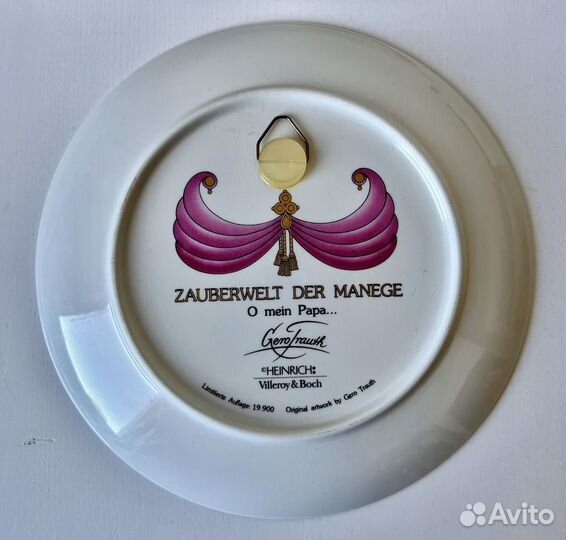 ZAUBERWELT DER MANEGE
O mein Papa...
Gero Trauth
©HEINRICH
Villeroy & Boch
Limitierte Auflage 19.900 Original artwork by Gero Trauth
Avito